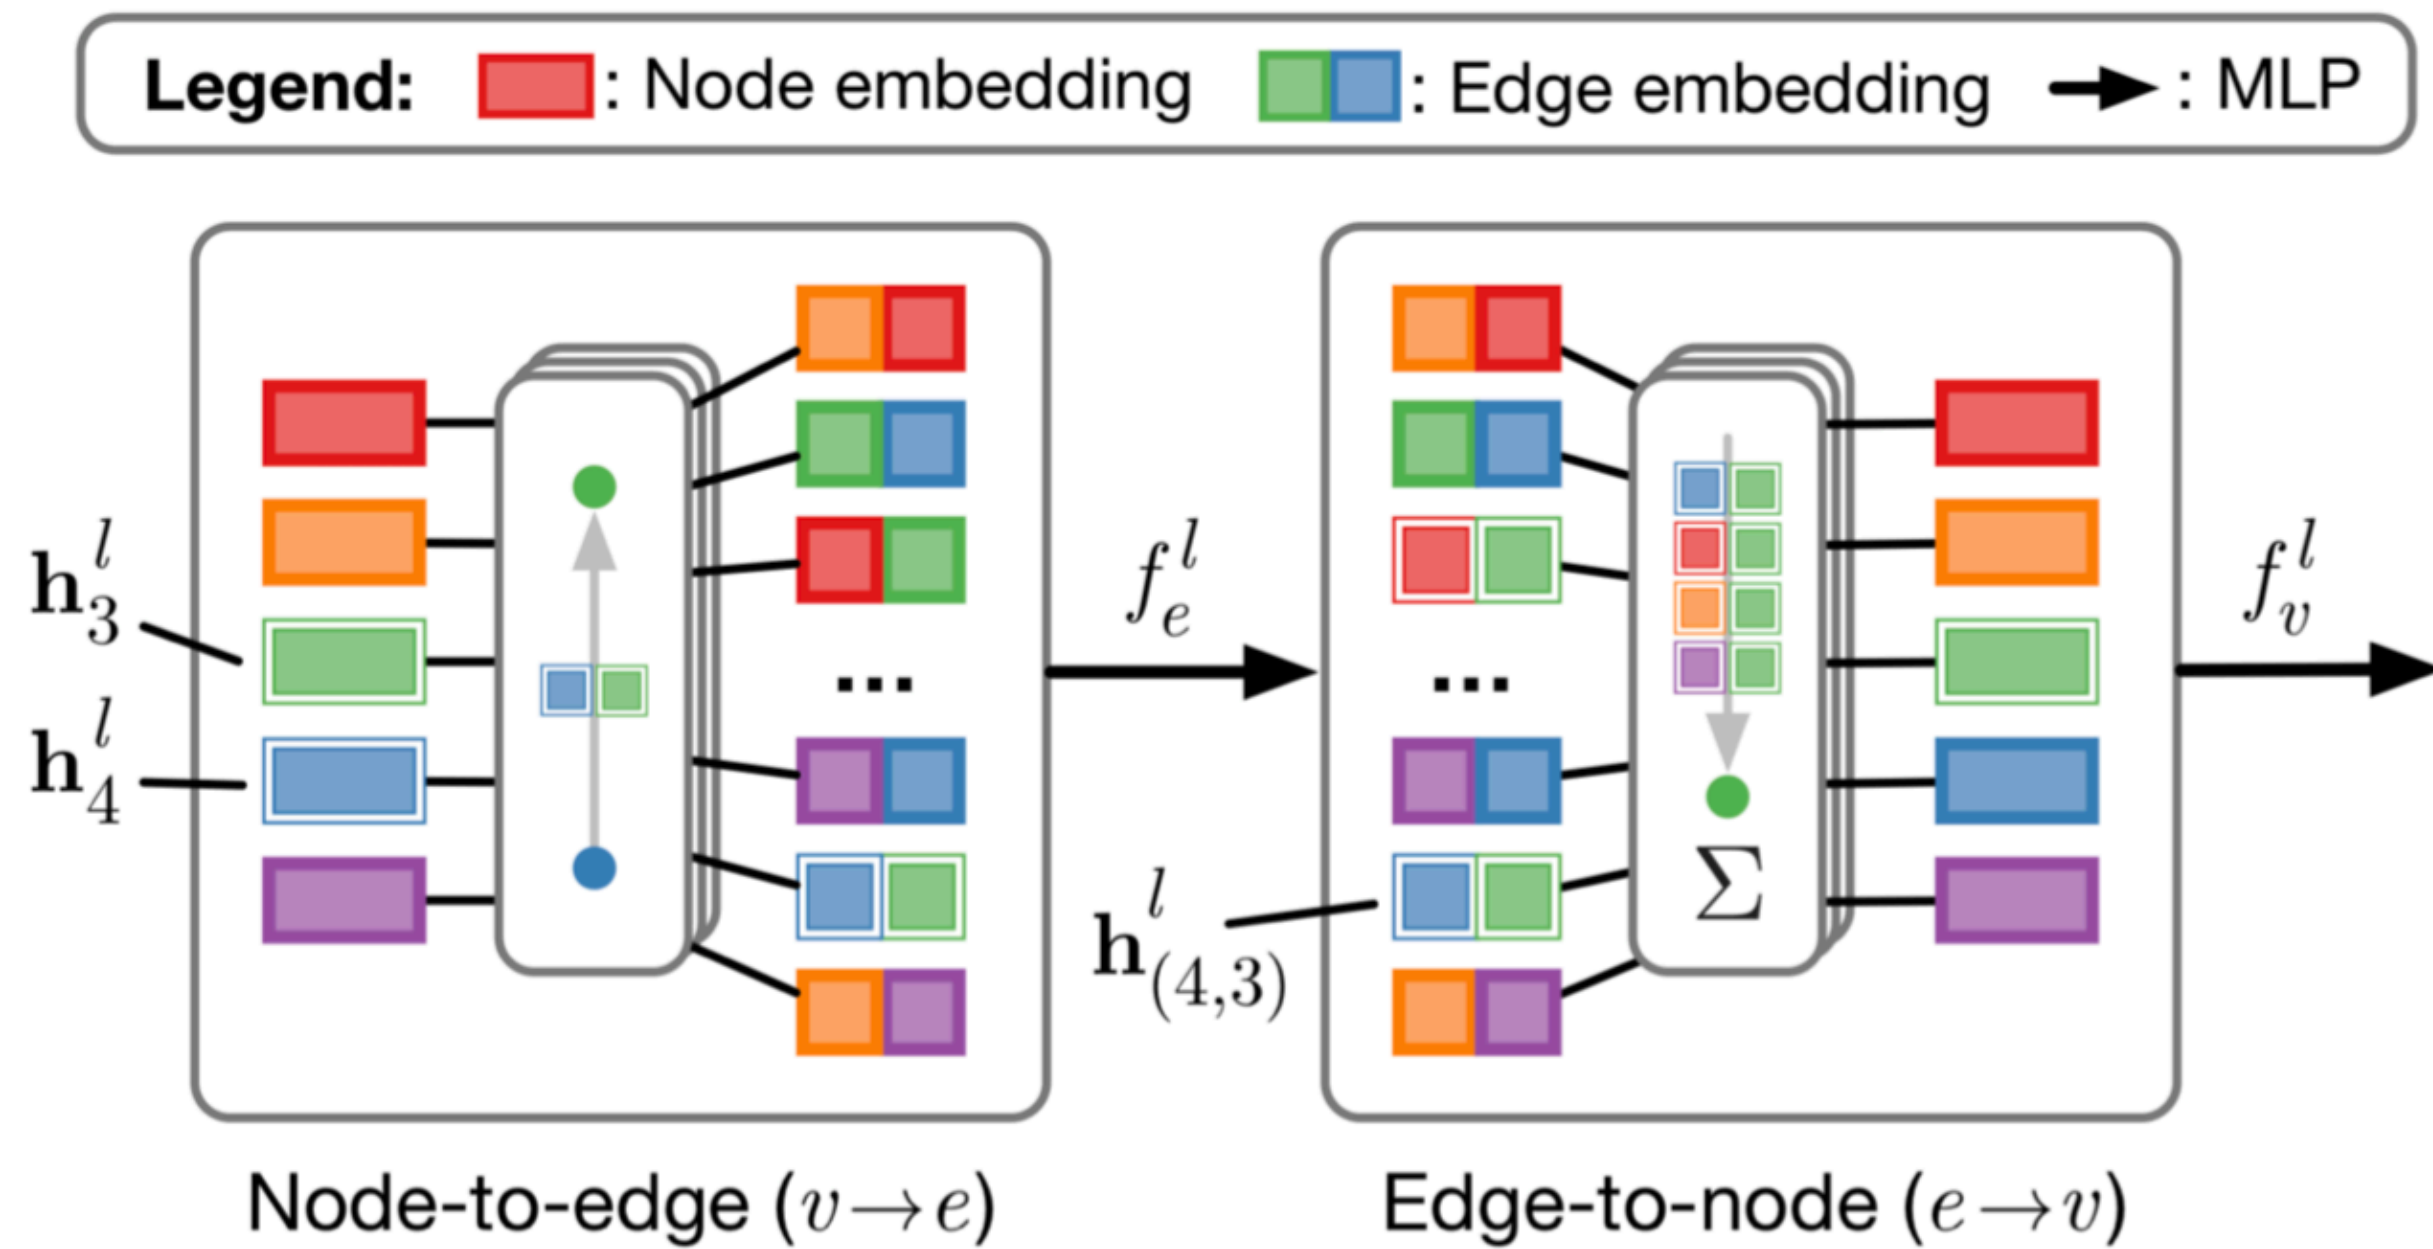 Legend: : Node embedding : Edge embedding : MLP
h_3^l
h_4^l
...
f_e^l
h_{(4,3)}^l
...
Σ
f_v^l
Node-to-edge (v→e)
Edge-to-node (e→v)